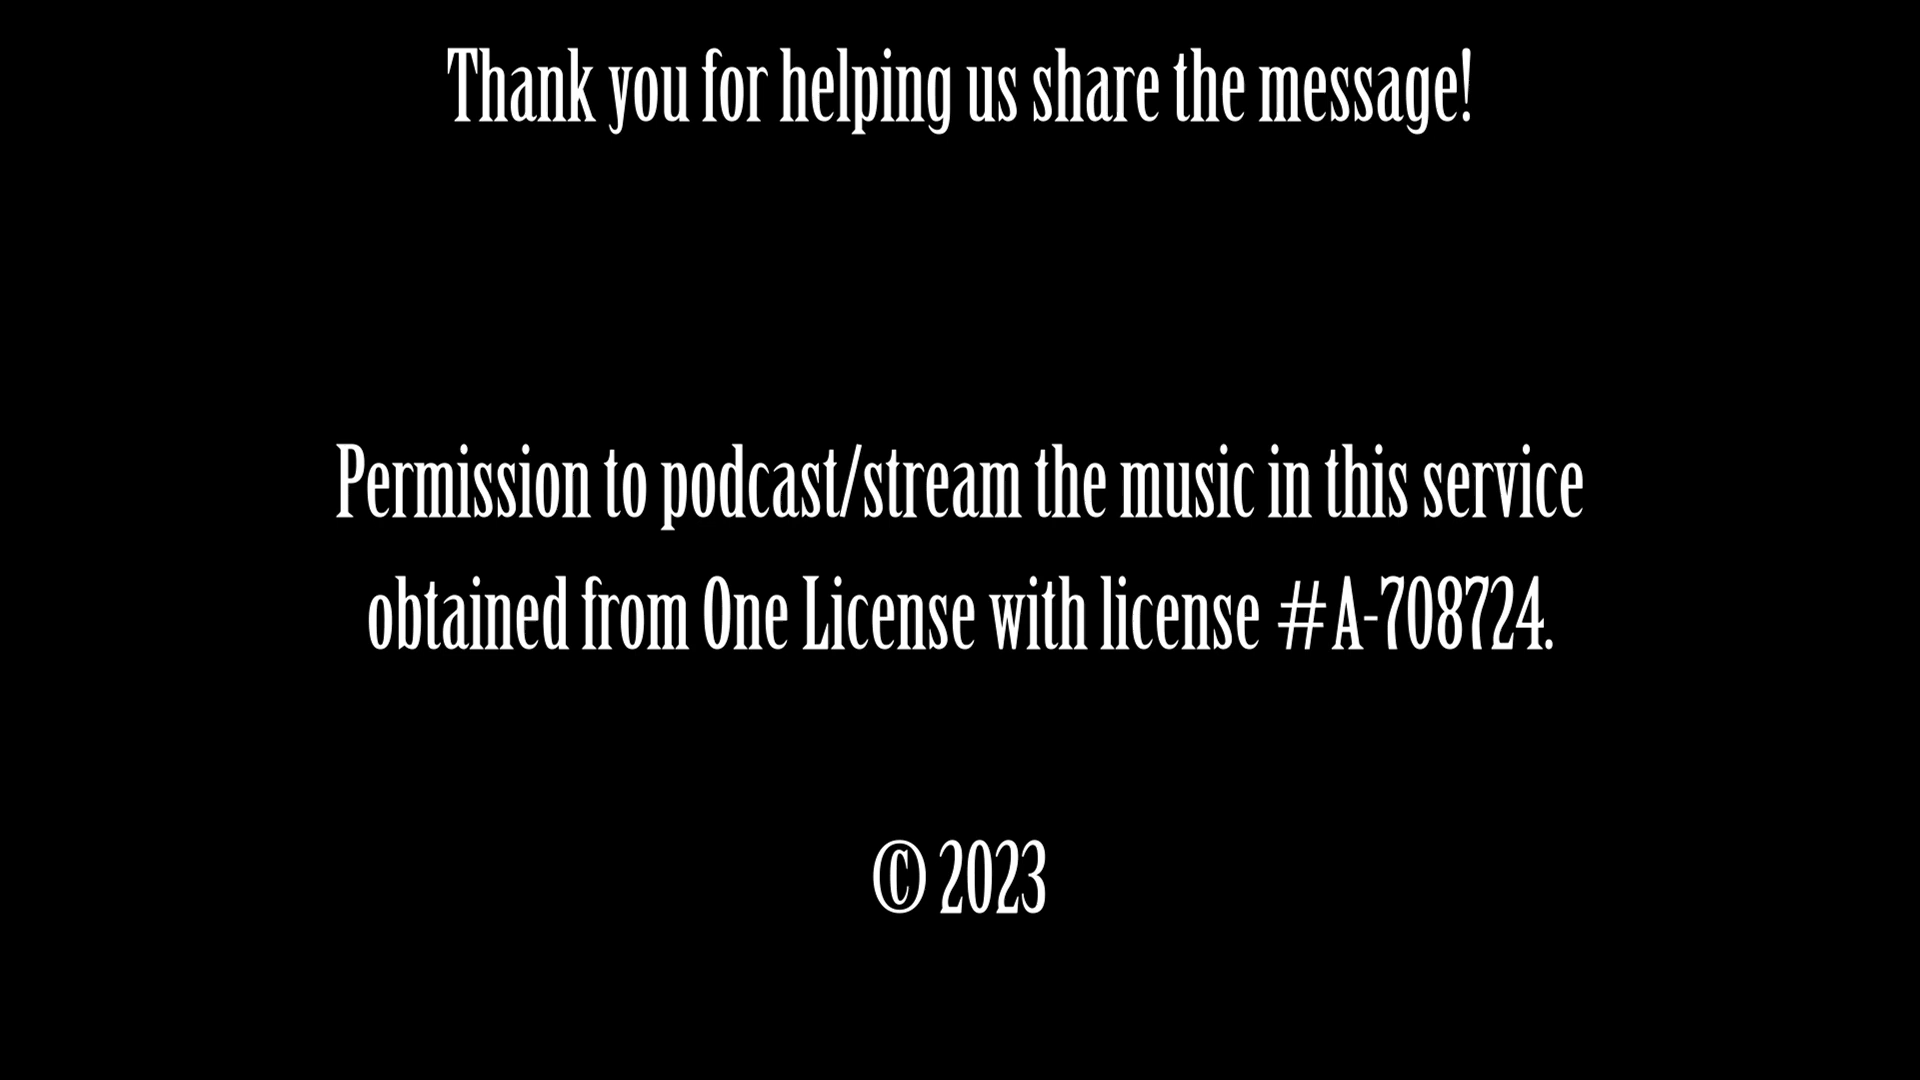 Thank you for helping us share the message!
Permission to podcast/stream the music in this service
obtained from One License with license #A-708724.
© 2023